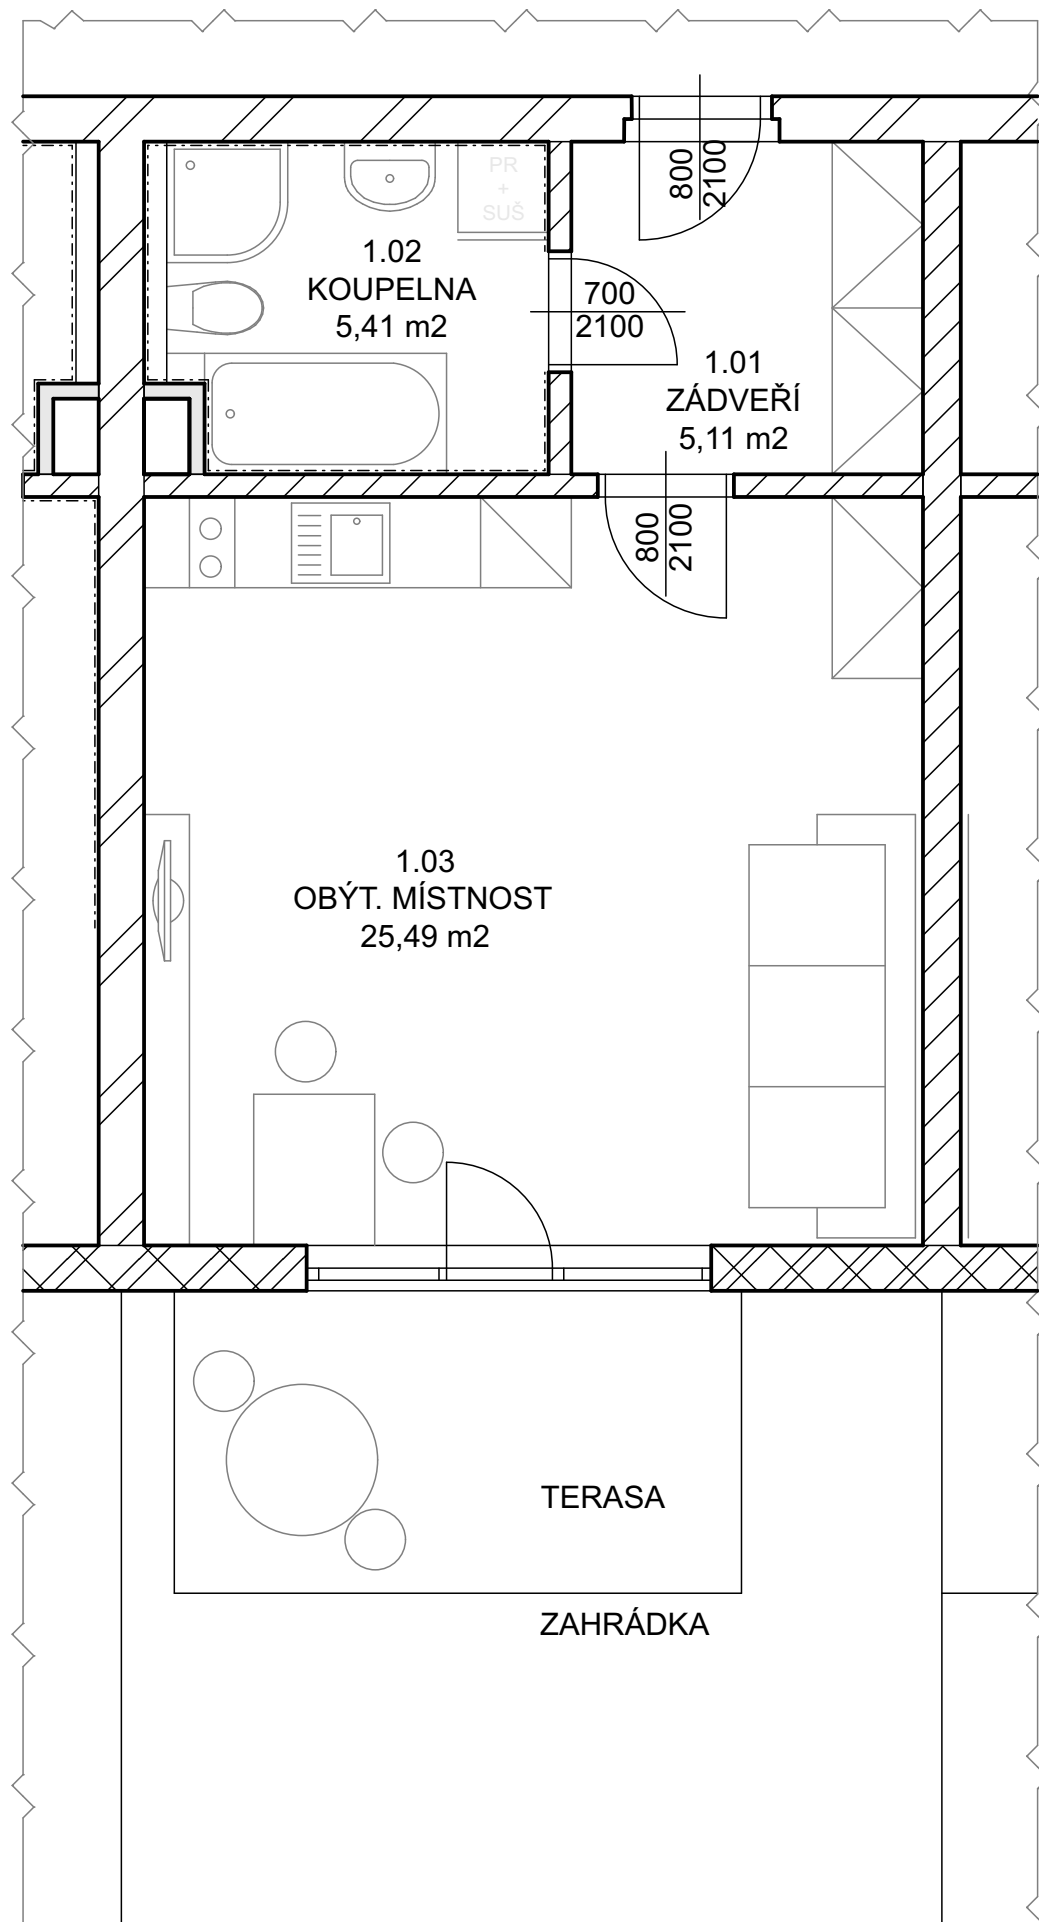 PR
+
SUŠ
800
2100
1.02
KOUPELNA
5,41 m2
700
2100
1.01
ZÁDVEŘÍ
5,11 m2
800
2100
1.03
OBÝT. MÍSTNOST
25,49 m2
TERASA
ZAHRÁDKA